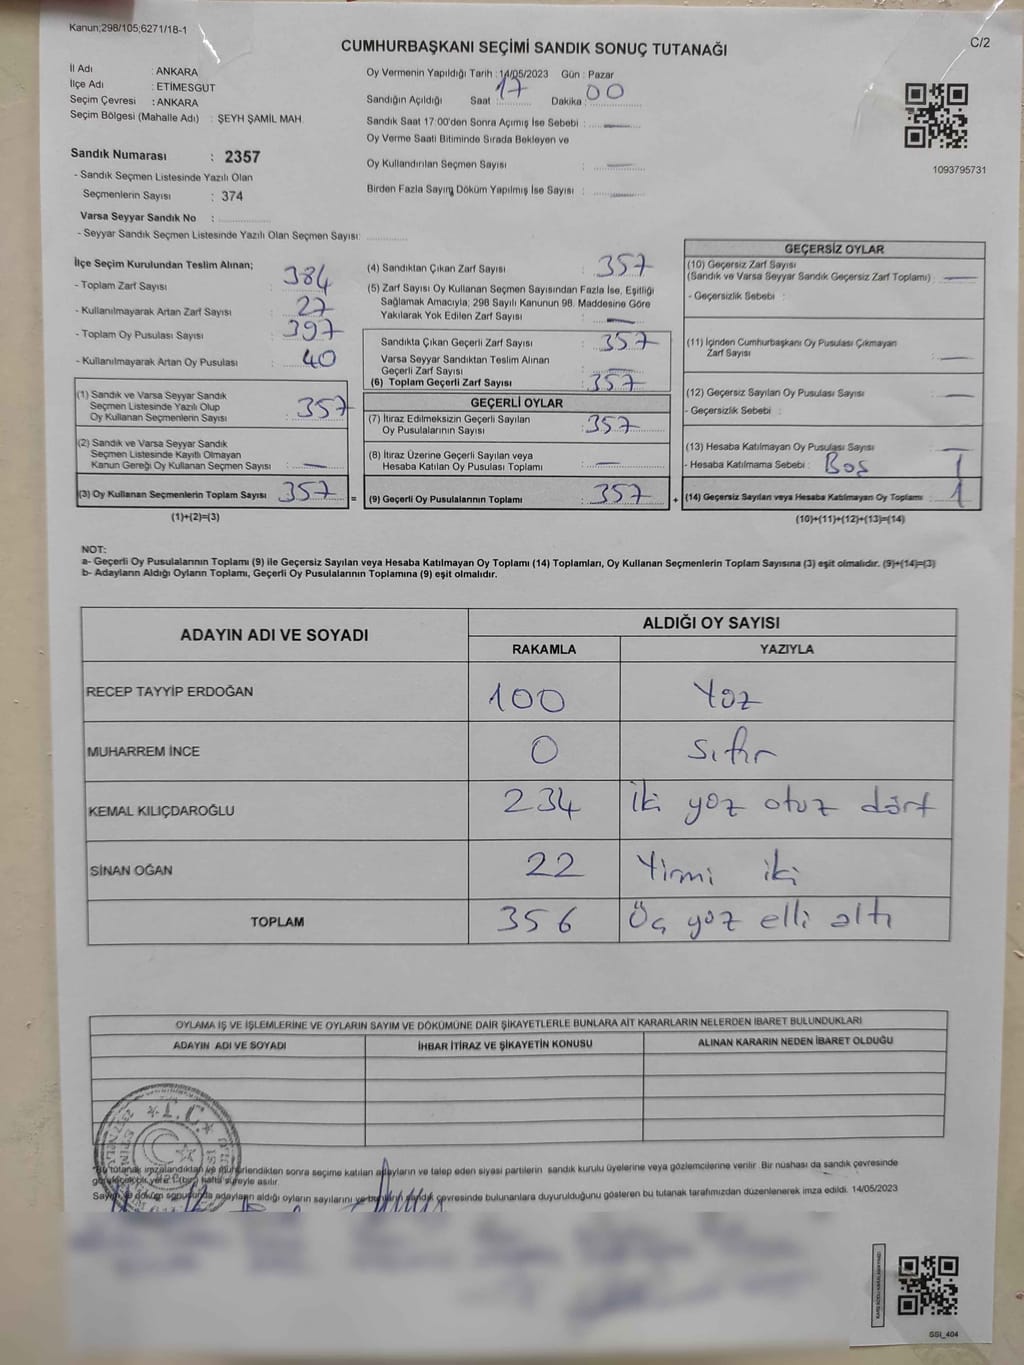 Kanun;298/105,6271/18-1
C/2
CUMHURBAŞKANI SEÇİMİ SANDIK SONUÇ TUTANAĞI
İl Adı : ANKARA
İlçe Adı : ETİMESGUT
Seçim Çevresi : ANKARA
Seçim Bölgesi (Mahalle Adı) : ŞEYH ŞAMİL MAH.
Sandık Numarası : 2357
- Sandık Seçmen Listesinde Yazılı Olan
Seçmenlerin Sayısı : 374
Varsa Seyyar Sandık No :
- Seyyar Sandık Seçmen Listesinde Yazılı Olan Seçmen Sayısı:
Oy Vermenin Yapıldığı Tarih : 14/05/2023 Gün : Pazar
Sandığın Açıldığı Saat 17 Dakika : 00
Sandık Saat 17:00'den Sonra Açımış İse Sebebi : —
Oy Verme Saati Bitiminde Sırada Bekleyen ve
Oy Kullandırılan Seçmen Sayısı : —
Birden Fazla Sayım Döküm Yapılmış İse Sayısı : —
1093795731
İlçe Seçim Kurulundan Teslim Alınan;
- Toplam Zarf Sayısı : 384
- Kullanılmayarak Artan Zarf Sayısı : 27
- Toplam Oy Pusulası Sayısı : 397
- Kullanılmayarak Artan Oy Pusulası : 40
(1) Sandık ve Varsa Seyyar Sandık
Seçmen Listesinde Yazılı Olup
Oy Kullanan Seçmenlerin Sayısı : 357
(2) Sandık ve Varsa Seyyar Sandık
Seçmen Listesinde Kayıtlı Olmayan
Kanun Gereği Oy Kullanan Seçmen Sayısı : —
(3) Oy Kullanan Seçmenlerin Toplam Sayısı : 357 =
(1)+(2)=(3)
(4) Sandıktan Çıkan Zarf Sayısı : 357
(5) Zarf Sayısı Oy Kullanan Seçmen Sayısından Fazla İse, Eşitliği
Sağlamak Amacıyla; 298 Sayılı Kanunun 98. Maddesine Göre
Yakılarak Yok Edilen Zarf Sayısı : —
Sandıkta Çıkan Geçerli Zarf Sayısı : 357
Varsa Seyyar Sandıktan Teslim Alınan
Geçerli Zarf Sayısı :
(6) Toplam Geçerli Zarf Sayısı : 357
GEÇERLİ OYLAR
(7) İtiraz Edilmeksizin Geçerli Sayılan
Oy Pusulalarının Sayısı : 357
(8) İtiraz Üzerine Geçerli Sayılan veya
Hesaba Katılan Oy Pusulası Toplamı : —
(9) Geçerli Oy Pusulalarının Toplamı : 357 +
GEÇERSİZ OYLAR
(10) Geçersiz Zarf Sayısı
(Sandık ve Varsa Seyyar Sandık Geçersiz Zarf Toplamı) : —
- Geçersizlik Sebebi :
(11) İçinden Cumhurbaşkanı Oy Pusulası Çıkmayan
Zarf Sayısı : —
(12) Geçersiz Sayılan Oy Pusulası Sayısı : —
- Geçersizlik Sebebi :
(13) Hesaba Katılmayan Oy Pusulası Sayısı : —
- Hesaba Katılmama Sebebi : Boş 1
(14) Geçersiz Sayılan veya Hesaba Katılmayan Oy Toplamı : 1
(10)+(11)+(12)+(13)=(14)
NOT:
a- Geçerli Oy Pusulalarının Toplamı (9) ile Geçersiz Sayılan veya Hesaba Katılmayan Oy Toplamı (14) Toplamları, Oy Kullanan Seçmenlerin Toplam Sayısına (3) eşit olmalıdır. (9)+(14)=(3)
b- Adayların Aldığı Oyların Toplamı, Geçerli Oy Pusulalarının Toplamına (9) eşit olmalıdır.
ADAYIN ADI VE SOYADI
ALDIĞI OY SAYISI
RAKAMLA YAZIYLA
RECEP TAYYİP ERDOĞAN 100 Yüz
MUHARREM İNCE 0 Sıfır
KEMAL KILIÇDAROĞLU 234 İki yüz otuz dört
SİNAN OĞAN 22 Yirmi iki
TOPLAM 356 Üç yüz elli altı
OYLAMA İŞ VE İŞLEMLERİNE VE OYLARIN SAYIM VE DÖKÜMÜNE DAİR ŞİKAYETLERLE BUNLARA AİT KARARLARIN NELERDEN İBARET BULUNDUKLARI
ADAYIN ADI VE SOYADI İHBAR İTİRAZ VE ŞİKAYETİN KONUSU ALINAN KARARIN NEDEN İBARET OLDUĞU
T.C.
*Bu tutanak imzalandıktan ve mühürlendikten sonra seçime katılan adayların ve talep eden siyasi partilerin sandık kurulu üyelerine veya gözlemcilerine verilir. Bir nüshası da sandık çevresinde
görülebilecek yere 1 (bir) hafta süreyle asılır.
Sayım ve döküm sonucunda adayların aldığı oyların sayılarını ve bunların sandık çevresinde bulunanlara duyurulduğunu gösteren bu tutanak tarafımızdan düzenlenerek imza edildi. 14/05/2023
SSI_404